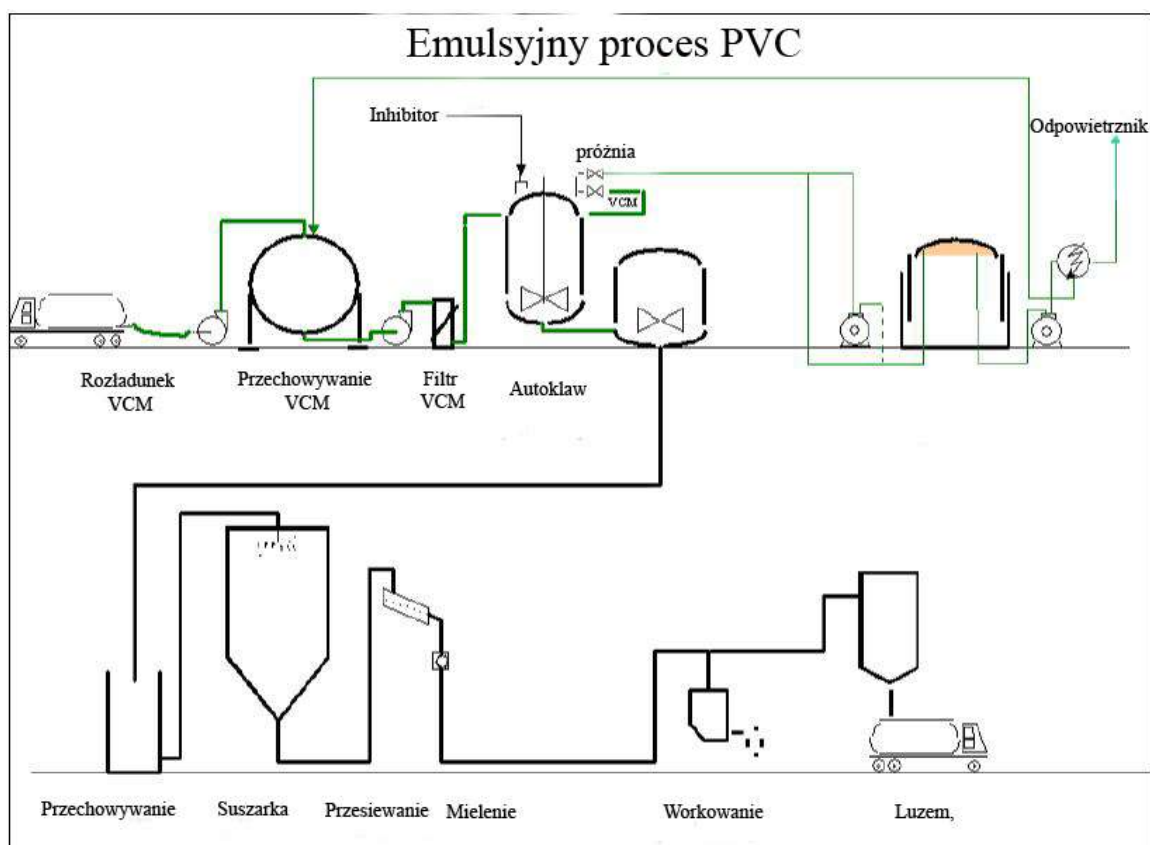 Emulsyjny proces PVC
Inhibitor
Odpowietrznik
próżnia
VCM
Rozładunek
VCM
Przechowywanie
VCM
Filtr
VCM
Autoklaw
Przechowywanie
Suszarka
Przesiewanie
Mielenie
Workowanie
Luzem,